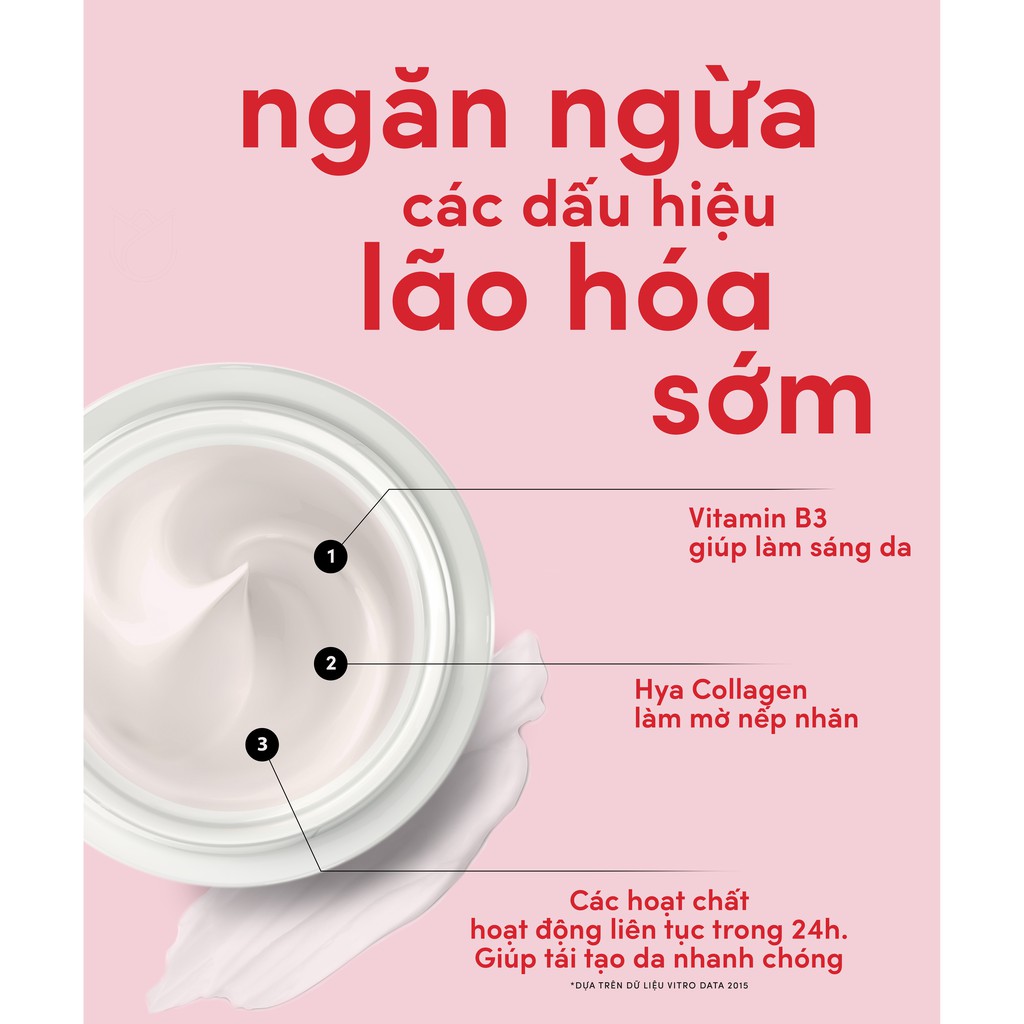 ngăn ngừa
các dấu hiệu
lão hóa
sớm
1
Vitamin B3
giúp làm sáng da
2
Hya Collagen
làm mờ nếp nhăn
3
Các hoạt chất
hoạt động liên tục trong 24h.
Giúp tái tạo da nhanh chóng
*DỰA TRÊN DỮ LIỆU VITRO DATA 2015